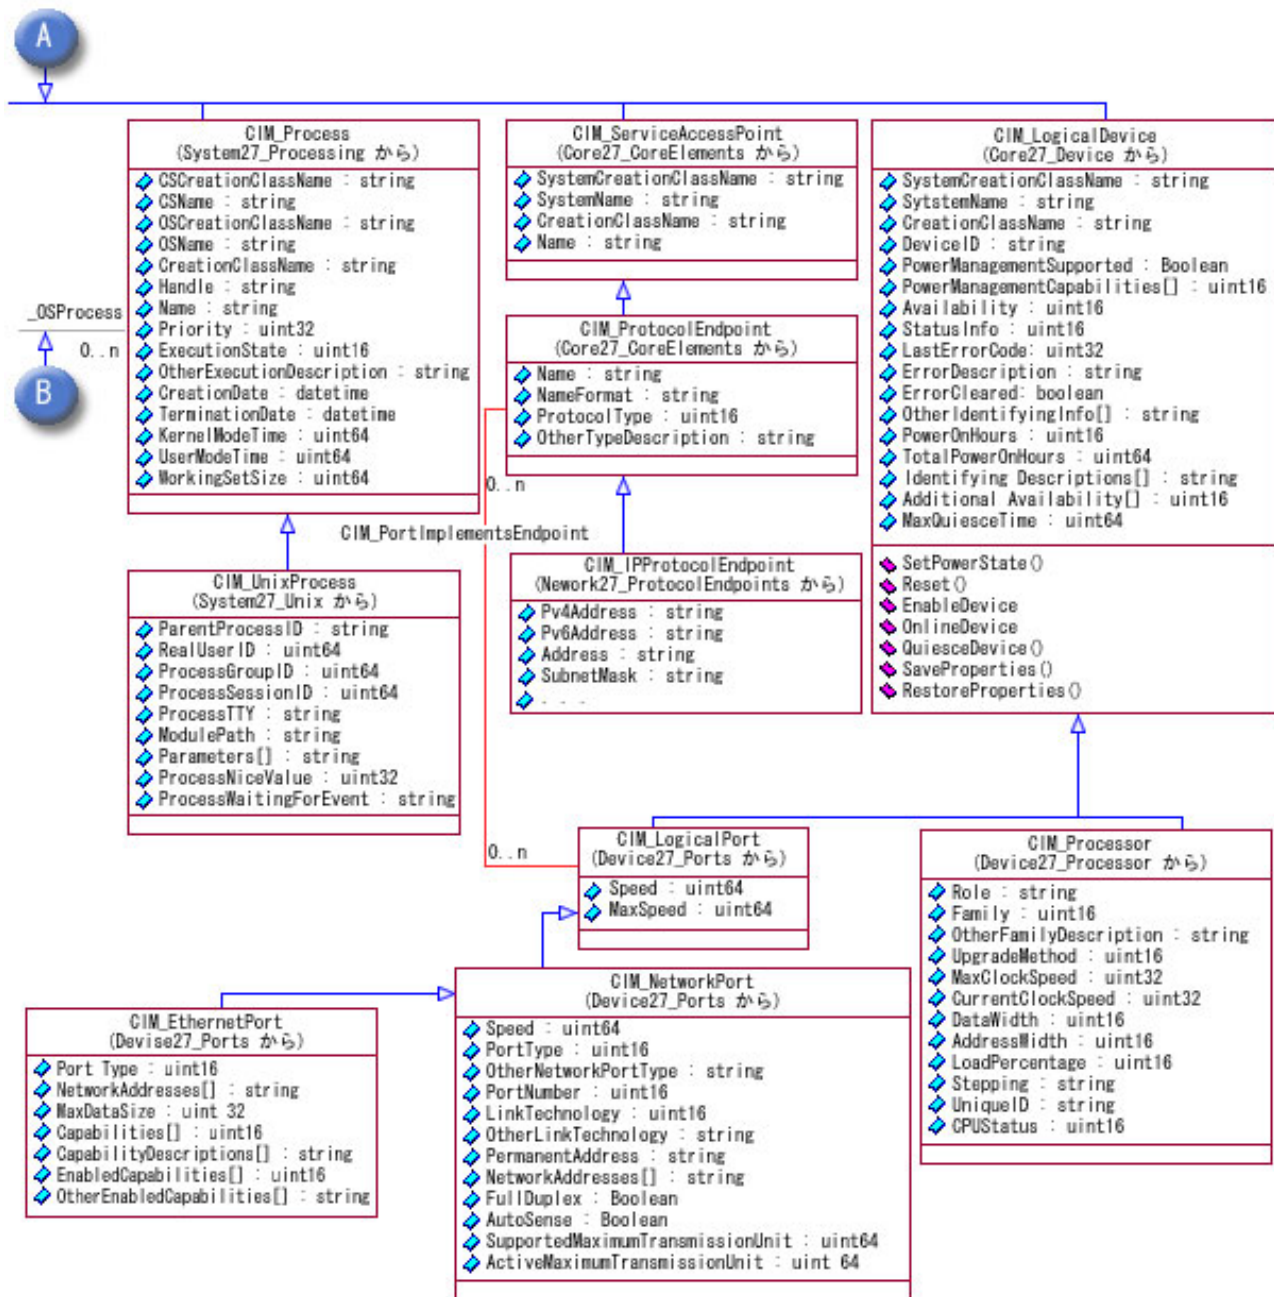 A
CIM_Process
(System27_Processing から)
CSCreationClassName : string
CSName : string
OSCreationClassName : string
OSName : string
CreationClassName : string
Handle : string
Name : string
Priority : uint32
ExecutionState : uint16
OtherExecutionDescription : string
CreationDate : datetime
TerminationDate : datetime
KernelModeTime : uint64
UserModeTime : uint64
WorkingSetSize : uint64
_OSProcess
0..n
B
CIM_ServiceAccessPoint
(Core27_CoreElements から)
SystemCreationClassName : string
SystemName : string
CreationClassName : string
Name : string
CIM_ProtocolEndpoint
(Core27_CoreElements から)
Name : string
NameFormat : string
ProtocolType : uint16
OtherTypeDescription : string
0..n
CIM_PortImplementsEndpoint
CIM_LogicalDevice
(Core27_Device から)
SystemCreationClassName : string
SytstemName : string
CreationClassName : string
DeviceID : string
PowerManagementSupported : Boolean
PowerManagementCapabilities[] : uint16
Availability : uint16
StatusInfo : uint16
LastErrorCode: uint32
ErrorDescription : string
ErrorCleared: boolean
OtherIdentifyingInfo[] : string
PowerOnHours : uint16
TotalPowerOnHours : uint64
Identifying Descriptions[] : string
Additional Availability[] : uint16
MaxQuiesceTime : uint64
SetPowerState()
Reset()
EnableDevice
OnlineDevice
QuiesceDevice()
SaveProperties()
RestoreProperties()
CIM_UnixProcess
(System27_Unix から)
ParentProcessID : string
RealUserID : uint64
ProcessGroupID : uint64
ProcessSessionID : uint64
ProcessTTY : string
ModulePath : string
Parameters[] : string
ProcessNiceValue : uint32
ProcessWaitingForEvent : string
CIM_IPProtocolEndpoint
(Nework27_ProtocolEndpoints から)
Pv4Address : string
Pv6Address : string
Address : string
SubnetMask : string
. . .
0..n
CIM_LogicalPort
(Device27_Ports から)
Speed : uint64
MaxSpeed : uint64
CIM_Processor
(Device27_Processor から)
Role : string
Family : uint16
OtherFamilyDescription : string
UpgradeMethod : uint16
MaxClockSpeed : uint32
CurrentClockSpeed : uint32
DataWidth : uint16
AddressWidth : uint16
LoadPercentage : uint16
Stepping : string
UniqueID : string
CPUStatus : uint16
CIM_EthernetPort
(Devise27_Ports から)
Port Type : uint16
NetworkAddresses[] : string
MaxDataSize : uint 32
Capabilities[] : uint16
CapabilityDescriptions[] : string
EnabledCapabilities[] : uint16
OtherEnabledCapabilities[] : string
CIM_NetworkPort
(Device27_Ports から)
Speed : uint64
PortType : uint16
OtherNetworkPortType : string
PortNumber : uint16
LinkTechnology : uint16
OtherLinkTechnology : string
PermanentAddress : string
NetworkAddresses[] : string
FullDuplex : Boolean
AutoSense : Boolean
SupportedMaximumTransmissionUnit : uint64
ActiveMaximumTransmissionUnit : uint 64